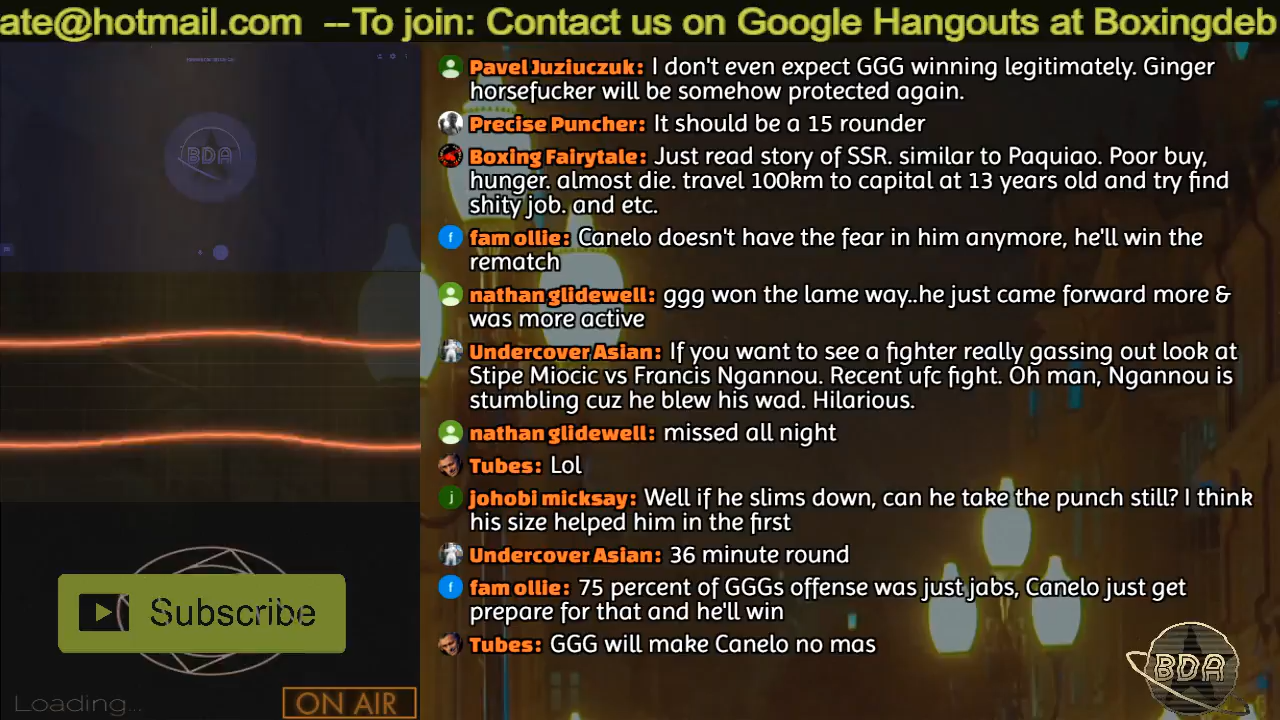 ate@hotmail.com --To join: Contact us on Google Hangouts at Boxingdeb
BDA
Pavel Juziuczuk: I don't even expect GGG winning legitimately. Ginger
horsefucker will be somehow protected again.
Precise Puncher: It should be a 15 rounder
Boxing Fairytale: Just read story of SSR. similar to Paquiao. Poor buy,
hunger. almost die. travel 100km to capital at 13 years old and try find
shity job. and etc.
f fam ollie: Canelo doesn't have the fear in him anymore, he'll win the
rematch
nathan glidewell: ggg won the lame way..he just came forward more &
was more active
Undercover Asian: If you want to see a fighter really gassing out look at
Stipe Miocic vs Francis Ngannou. Recent ufc fight. Oh man, Ngannou is
stumbling cuz he blew his wad. Hilarious.
nathan glidewell: missed all night
Tubes: Lol
j johobi micksay: Well if he slims down, can he take the punch still? I think
his size helped him in the first
Undercover Asian: 36 minute round
f fam ollie: 75 percent of GGGs offense was just jabs, Canelo just get
prepare for that and he'll win
Tubes: GGG will make Canelo no mas
Subscribe
Loading...
ON AIR
BDA